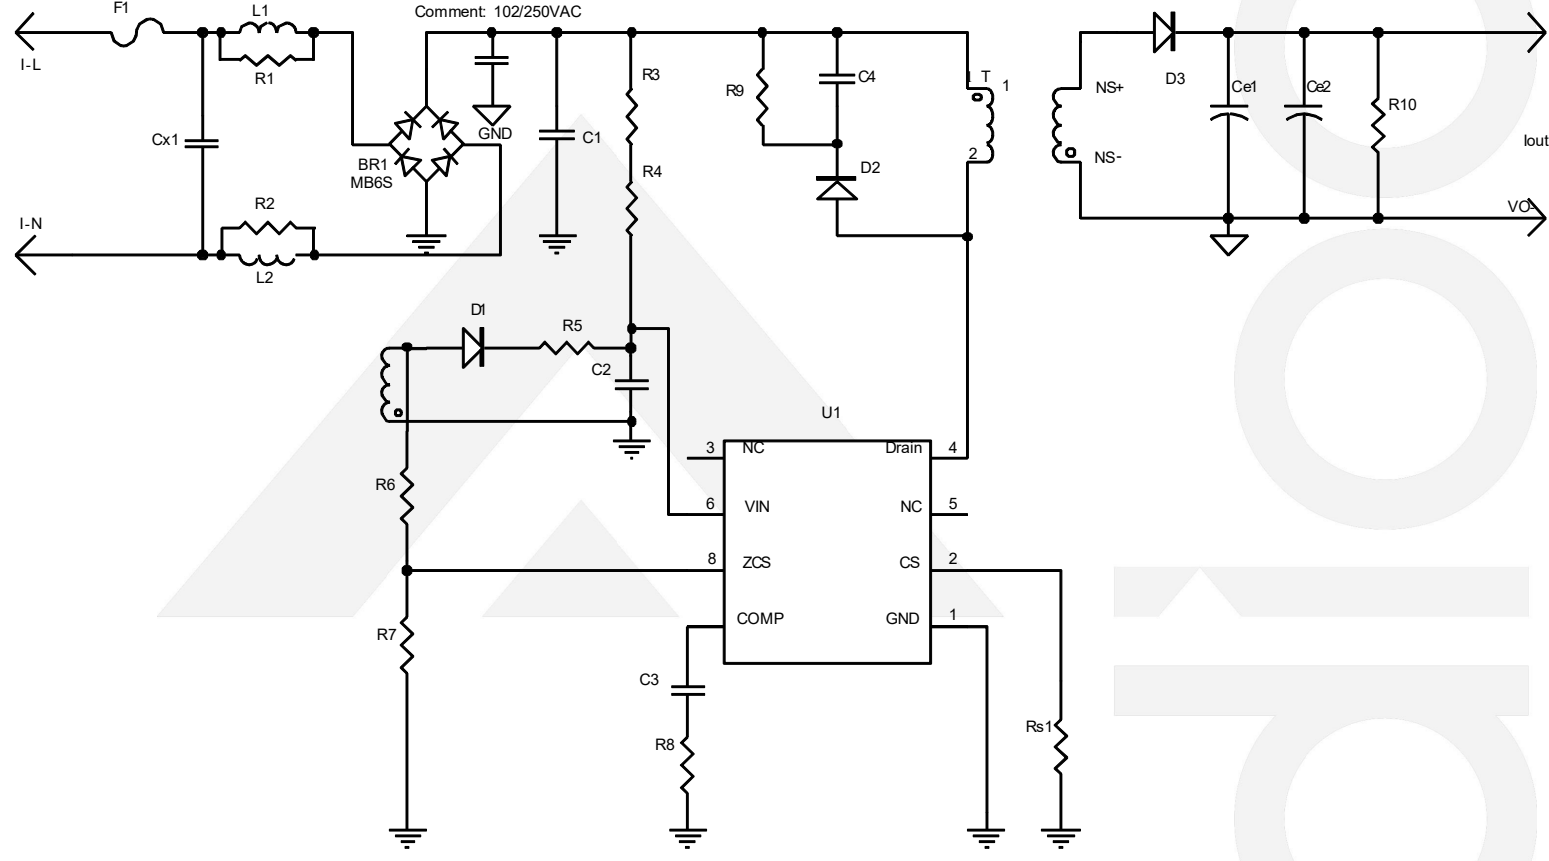 F1
L1
Comment: 102/250VAC
I-L
R1
R3
R9
C4
T
1
D3
NS+
Ce1
Ce2
R10
GND
C1
Cx1
BR1
MB6S
Iout
2
NS-
R4
D2
R2
VO-
I-N
L2
D1
R5
C2
U1
3
NC
Drain
4
R6
6
VIN
NC
5
8
ZCS
CS
2
COMP
GND
1
R7
C3
Rs1
R8